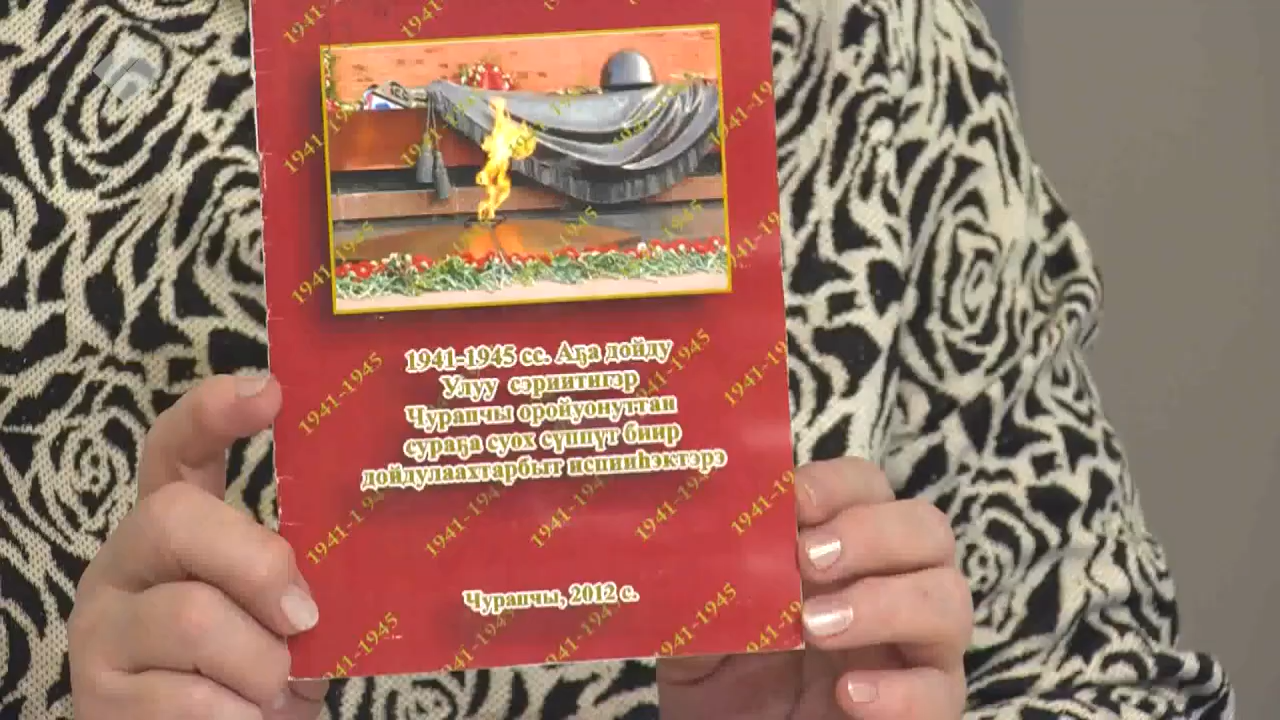 1941-1945 сс. Аҕа дойду
Улуу сэриитигэр
Чурапчы оройуонуттан
сураҕа суох сүппүт биир
дойдулаахтарбыт испииһэктэрэ
Чурапчы, 2012 с.